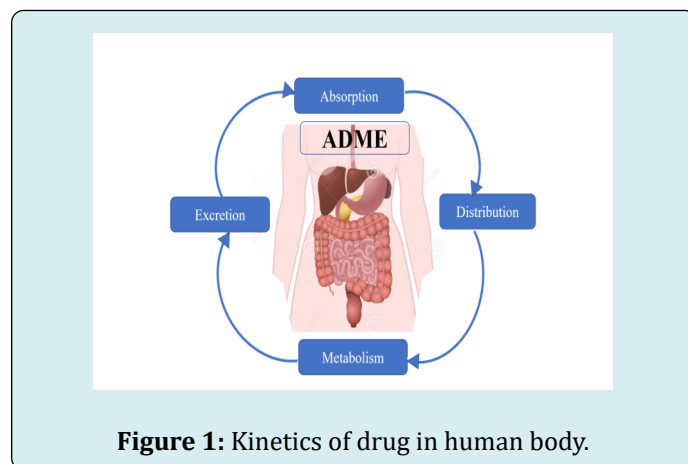 Absorption
ADME
Excretion
Distribution
Metabolism
Figure 1: Kinetics of drug in human body.